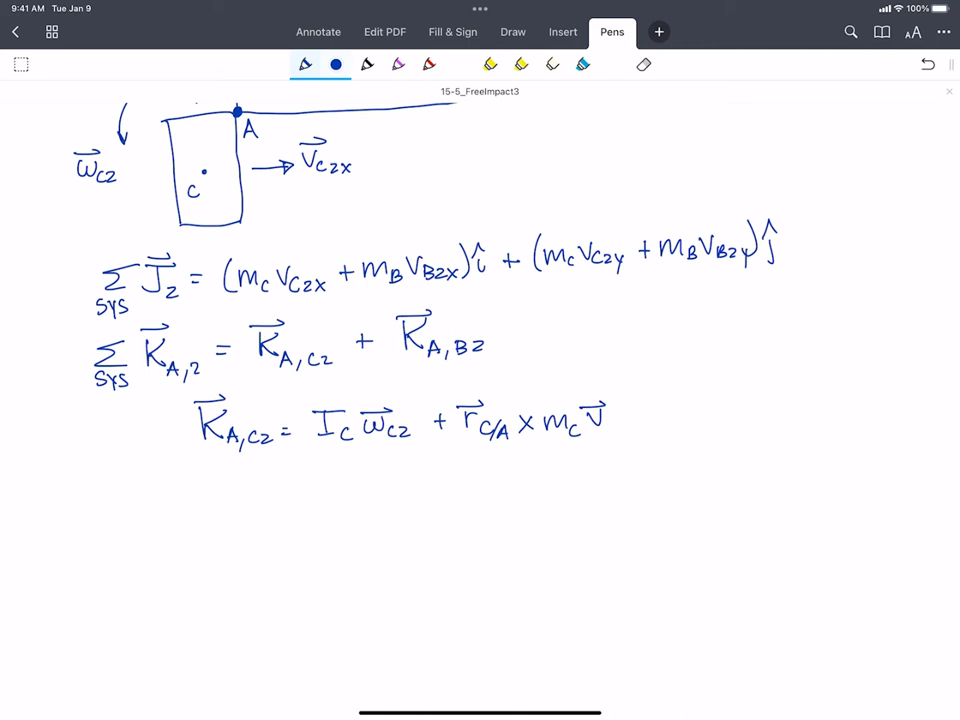 9:41 AM Tue Jan 9
100%
Annotate Edit PDF Fill & Sign Draw Insert Pens
AA
15-5_FreeImpact3
A
ω⃗C2
V⃗C2X
C
Σ SYS J⃗2 = (mC VC2X + mB VB2X) î + (mC VC2Y + mB VB2Y) ĵ
Σ SYS K⃗A,2 = K⃗A,C2 + K⃗A,B2
K⃗A,C2 = IC ω⃗C2 + r⃗C/A × mC V⃗